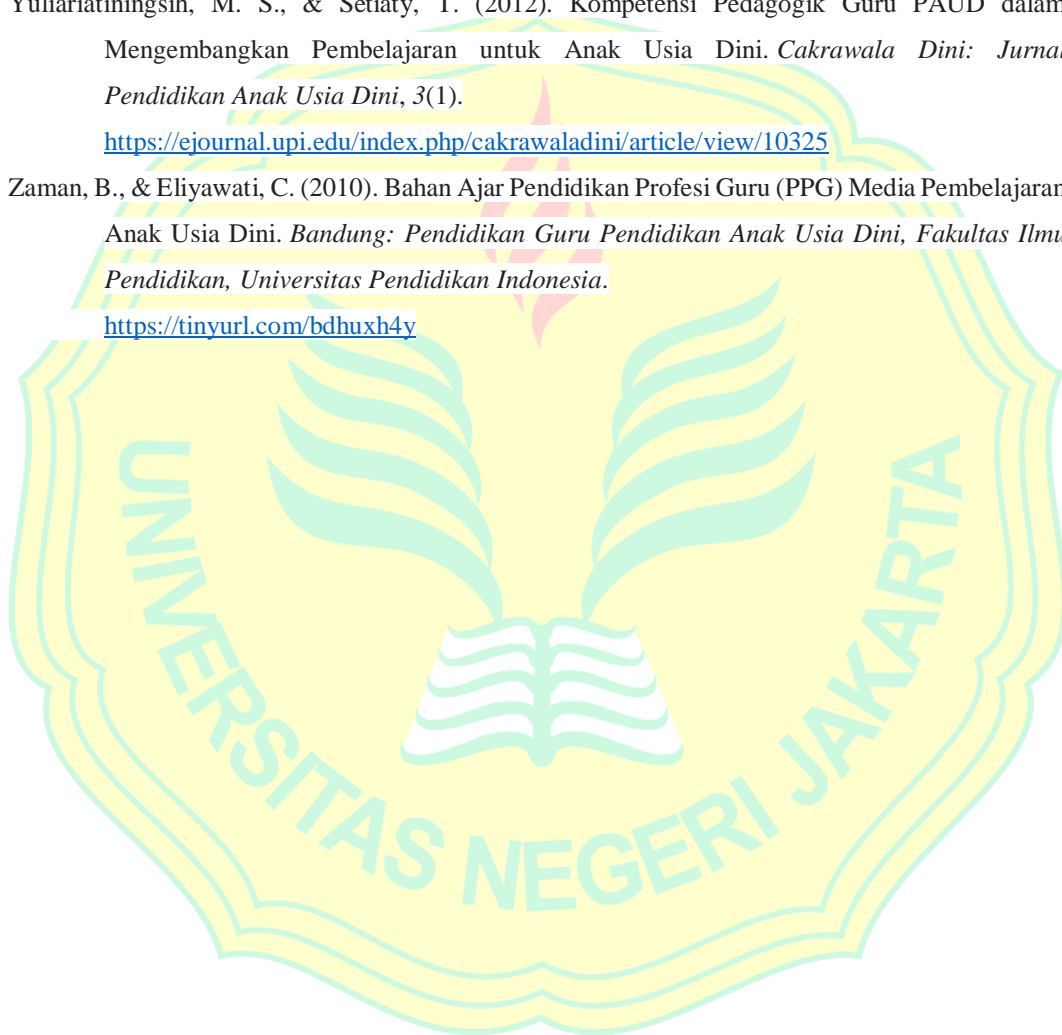 Yuliariatiningsih, M. S., & Setiaty, T. (2012). Kompetensi Pedagogik Guru PAUD dalam
Mengembangkan Pembelajaran untuk Anak Usia Dini. Cakrawala Dini: Jurnal
Pendidikan Anak Usia Dini, 3(1).
https://ejournal.upi.edu/index.php/cakrawaladini/article/view/10325
Zaman, B., & Eliyawati, C. (2010). Bahan Ajar Pendidikan Profesi Guru (PPG) Media Pembelajaran
Anak Usia Dini. Bandung: Pendidikan Guru Pendidikan Anak Usia Dini, Fakultas Ilmu
Pendidikan, Universitas Pendidikan Indonesia.
https://tinyurl.com/bdhuxh4y
UNIVERSITAS NEGERI JAKARTA